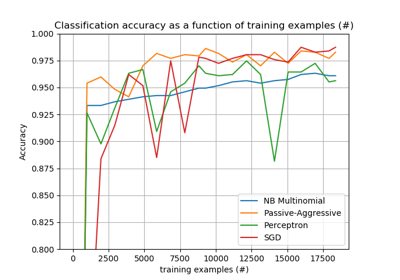 Classification accuracy as a function of training examples (#)
1.000
0.975
0.950
0.925
0.900
0.875
0.850
0.825
0.800
Accuracy
NB Multinomial
Passive-Aggressive
Perceptron
SGD
0 2500 5000 7500 10000 12500 15000 17500
training examples (#)